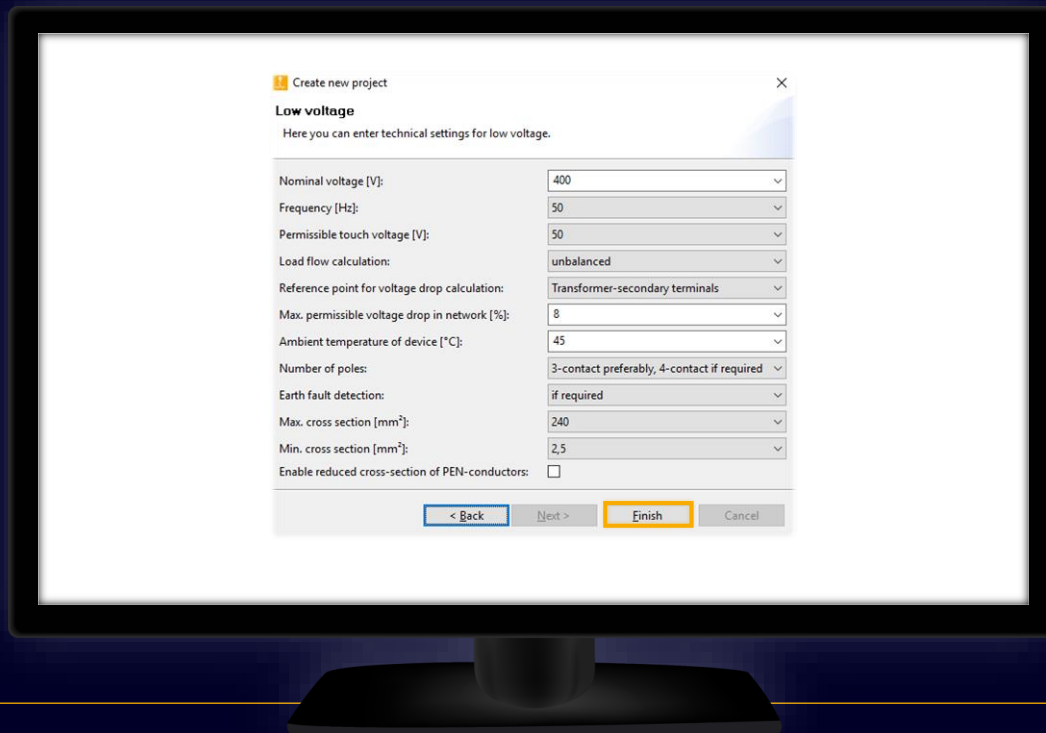 Create new project
Low voltage
Here you can enter technical settings for low voltage.
Nominal voltage [V]: 400
Frequency [Hz]: 50
Permissible touch voltage [V]: 50
Load flow calculation: unbalanced
Reference point for voltage drop calculation: Transformer-secondary terminals
Max. permissible voltage drop in network [%]: 8
Ambient temperature of device [°C]: 45
Number of poles: 3-contact preferably, 4-contact if required
Earth fault detection: if required
Max. cross section [mm²]: 240
Min. cross section [mm²]: 2,5
Enable reduced cross-section of PEN-conductors:
< Back Next > Finish Cancel